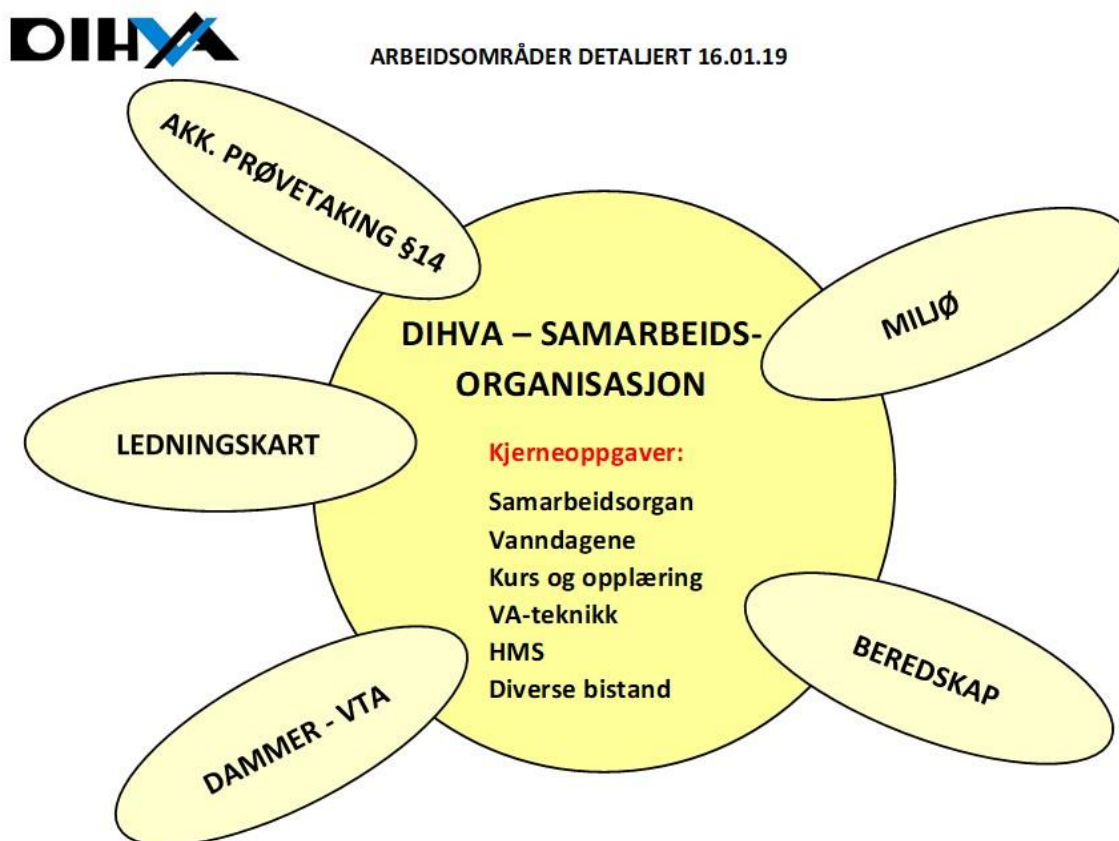 DIHVA
ARBEIDSOMRÅDER DETALJERT 16.01.19
AKK. PRØVETAKING §14
MILJØ
DIHVA – SAMARBEIDS-
ORGANISASJON
LEDNINGSKART
Kjerneoppgaver:
Samarbeidsorgan
Vanndagene
Kurs og opplæring
VA-teknikk
HMS
Diverse bistand
BEREDSKAP
DAMMER - VTA